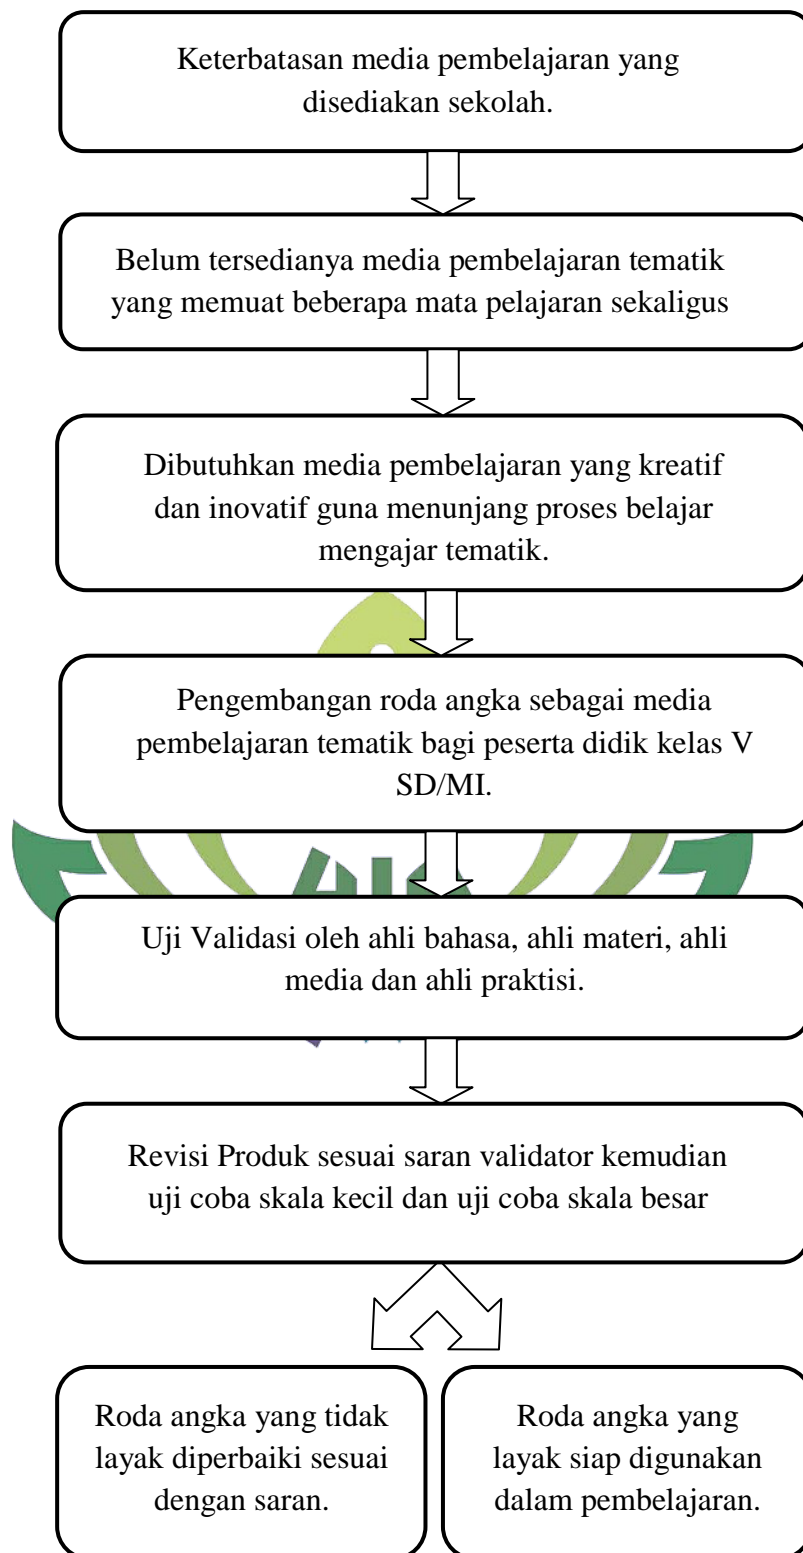 Keterbatasan media pembelajaran yang
disediakan sekolah.
Belum tersedianya media pembelajaran tematik
yang memuat beberapa mata pelajaran sekaligus
Dibutuhkan media pembelajaran yang kreatif
dan inovatif guna menunjang proses belajar
mengajar tematik.
Pengembangan roda angka sebagai media
pembelajaran tematik bagi peserta didik kelas V
SD/MI.
Uji Validasi oleh ahli bahasa, ahli materi, ahli
media dan ahli praktisi.
Revisi Produk sesuai saran validator kemudian
uji coba skala kecil dan uji coba skala besar
Roda angka yang tidak
layak diperbaiki sesuai
dengan saran.
Roda angka yang
layak siap digunakan
dalam pembelajaran.